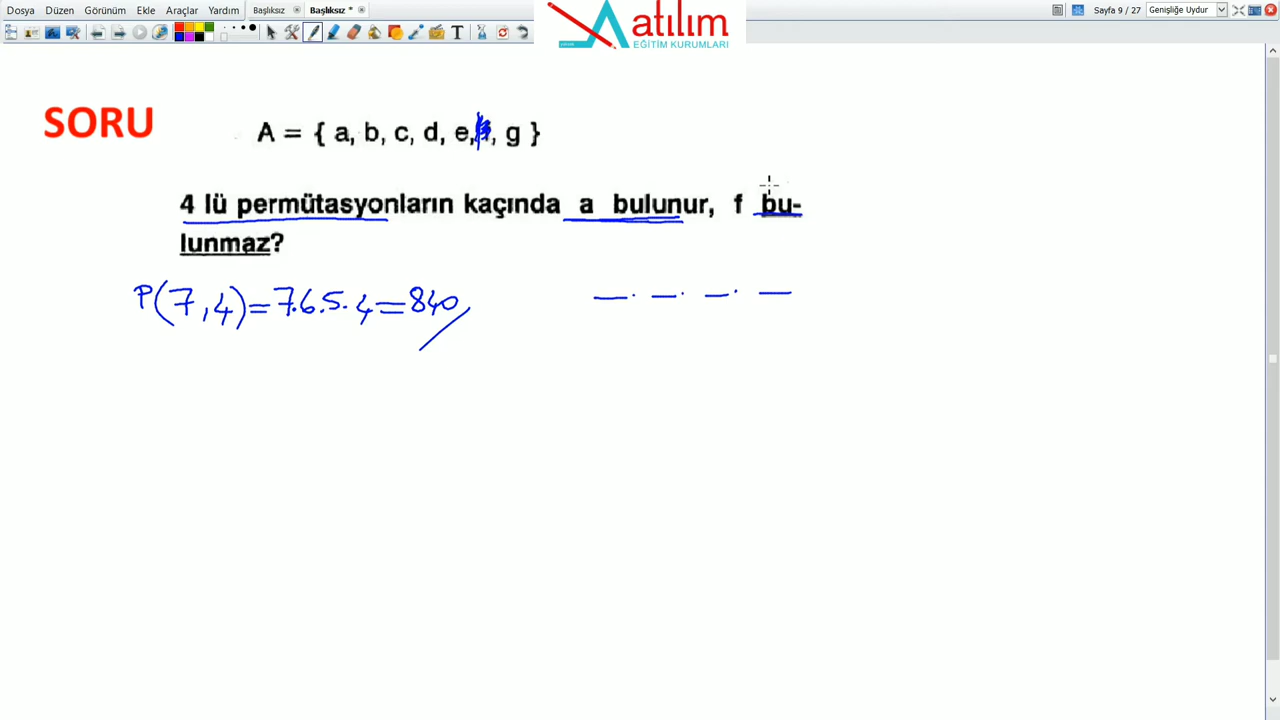 Dosya Düzen Görünüm Ekle Araçlar Yardım Başlıksız Başlıksız * Sayfa 9 / 27 Genişliğe Uydur
atılım
EĞİTİM KURUMLARI
SORU
A = { a, b, c, d, e, , g }
4 lü permütasyonların kaçında a bulunur, f bu-
lunmaz?
P(7,4)=7.6.5.4=840